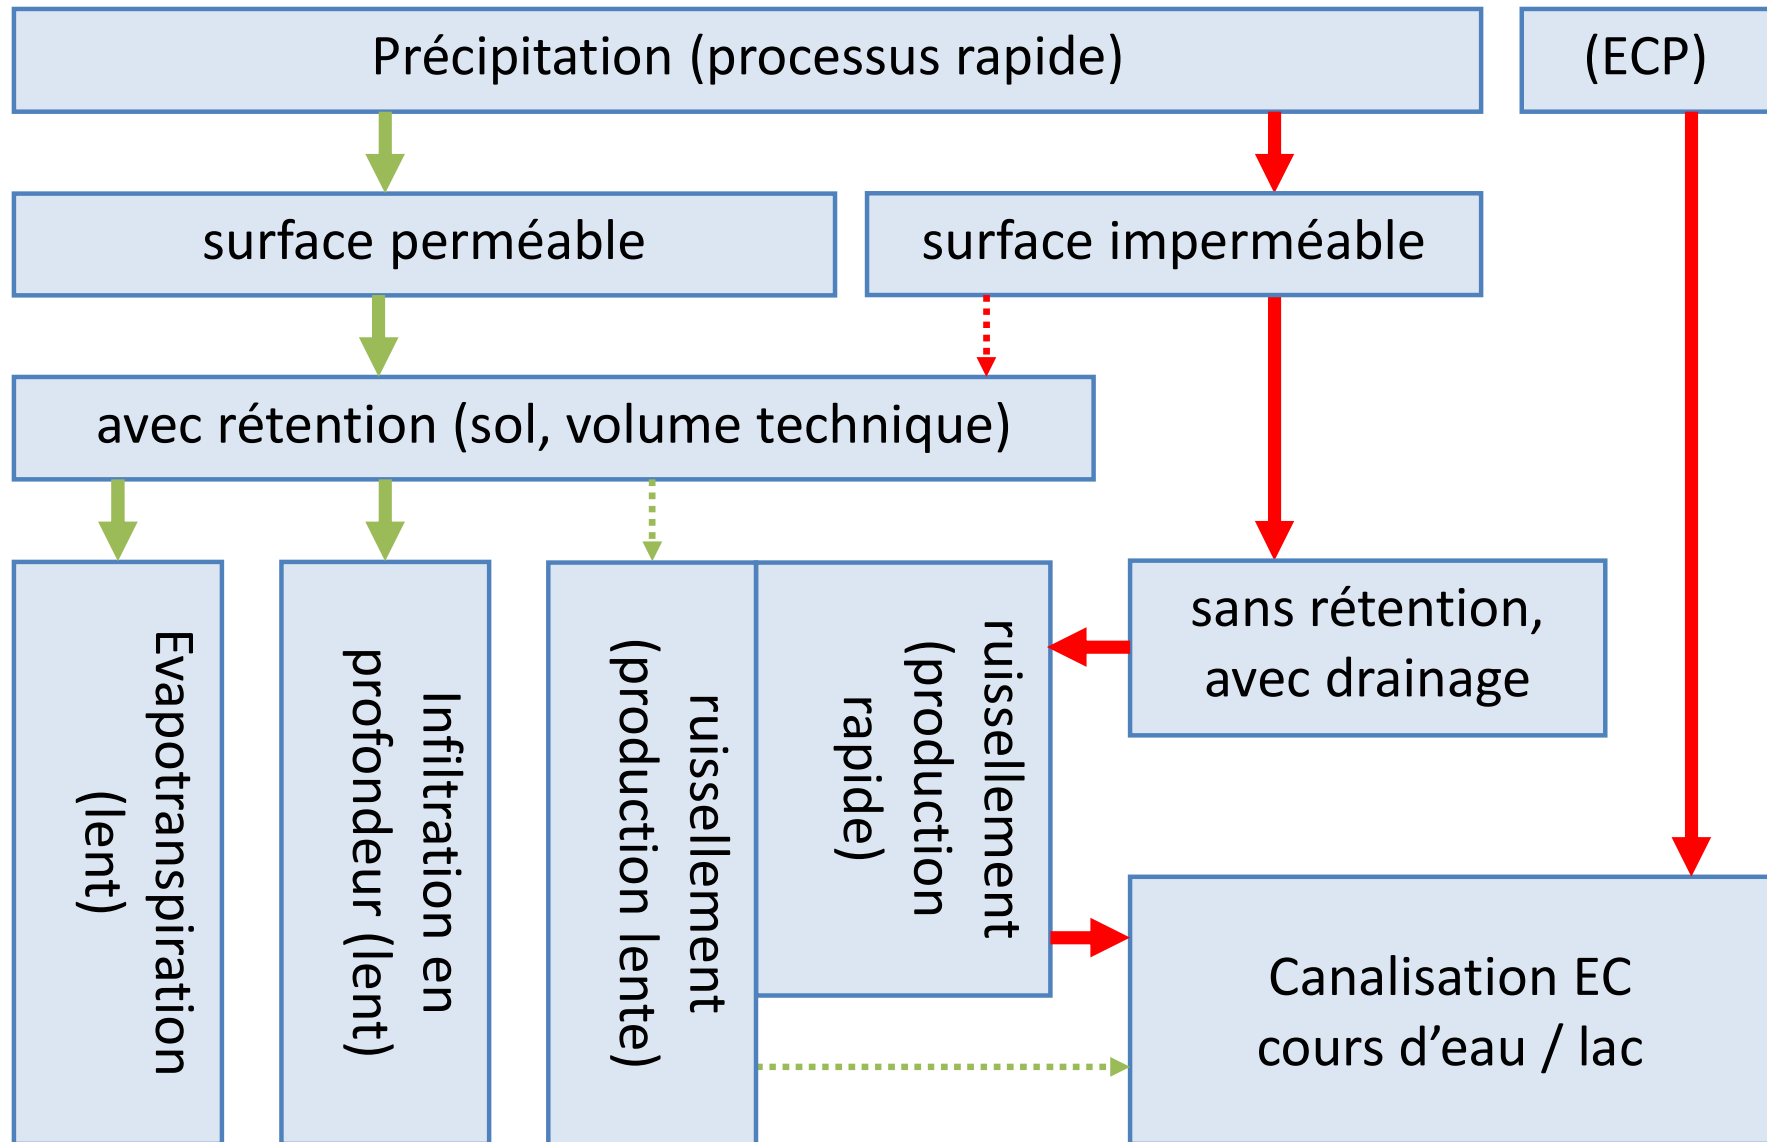 Précipitation (processus rapide)
(ECP)
surface perméable
surface imperméable
avec rétention (sol, volume technique)
Evapotranspiration
(lent)
Infiltration en
profondeur (lent)
ruissellement
(production lente)
ruissellement
(production
rapide)
sans rétention,
avec drainage
Canalisation EC
cours d’eau / lac